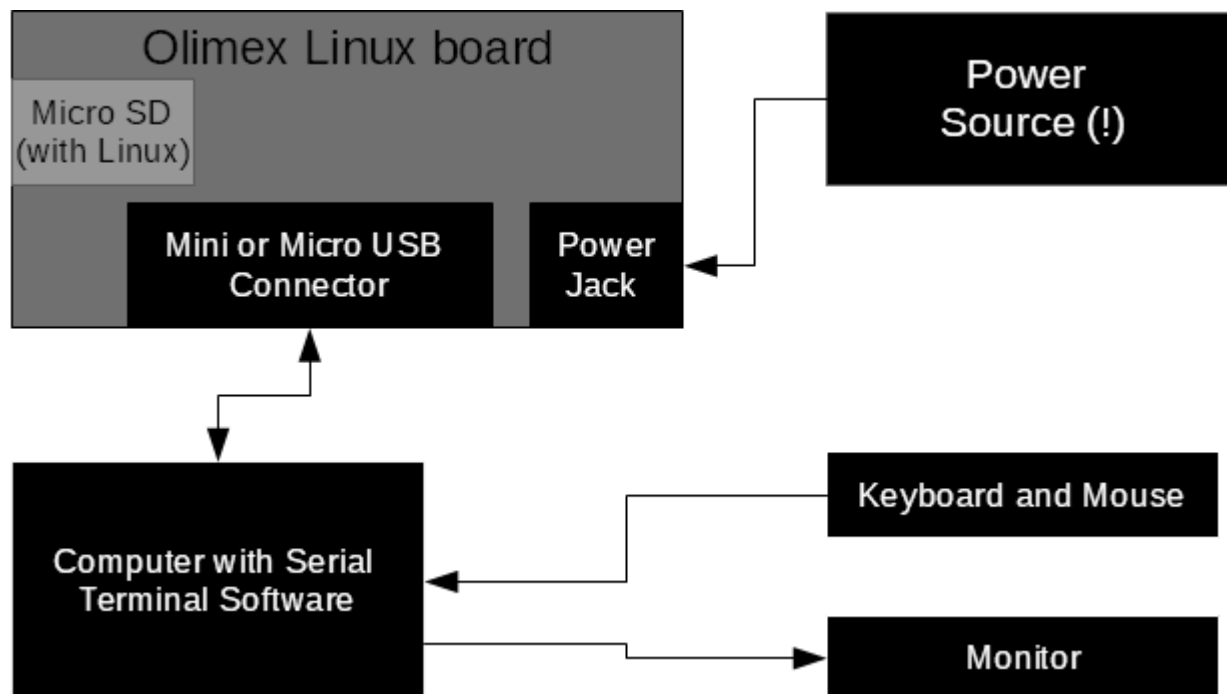 Olimex Linux board
Micro SD
(with Linux)
Mini or Micro USB
Connector
Power
Jack
Power
Source (!)
Computer with Serial
Terminal Software
Keyboard and Mouse
Monitor